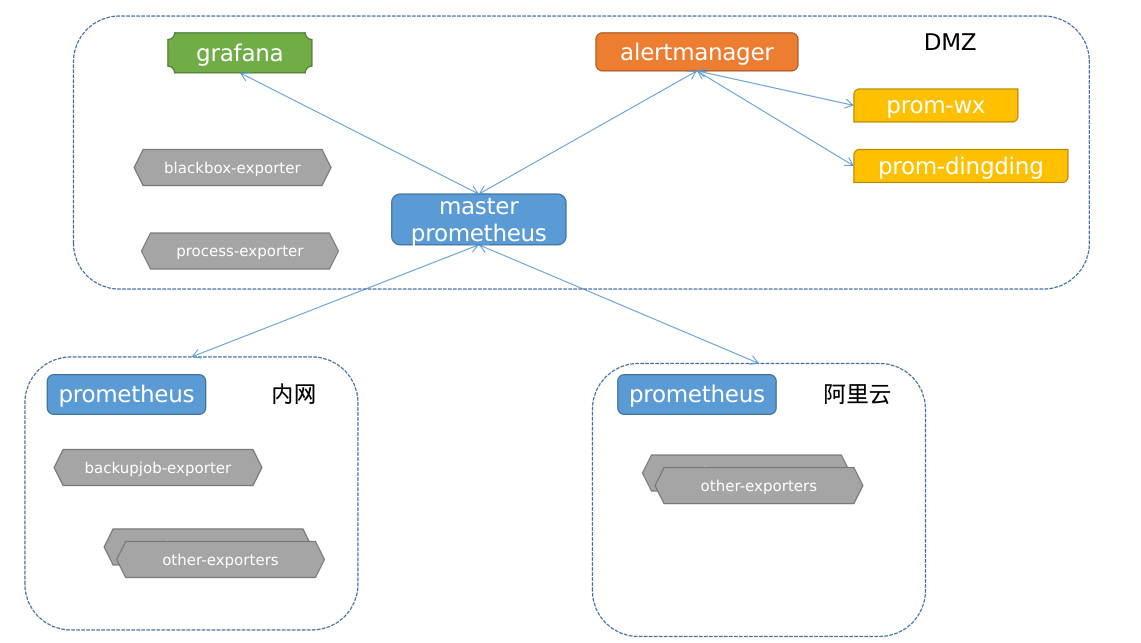 grafana
alertmanager
DMZ
prom-wx
prom-dingding
blackbox-exporter
master
prometheus
process-exporter
prometheus
内网
backupjob-exporter
other-exporters
prometheus
阿里云
other-exporters